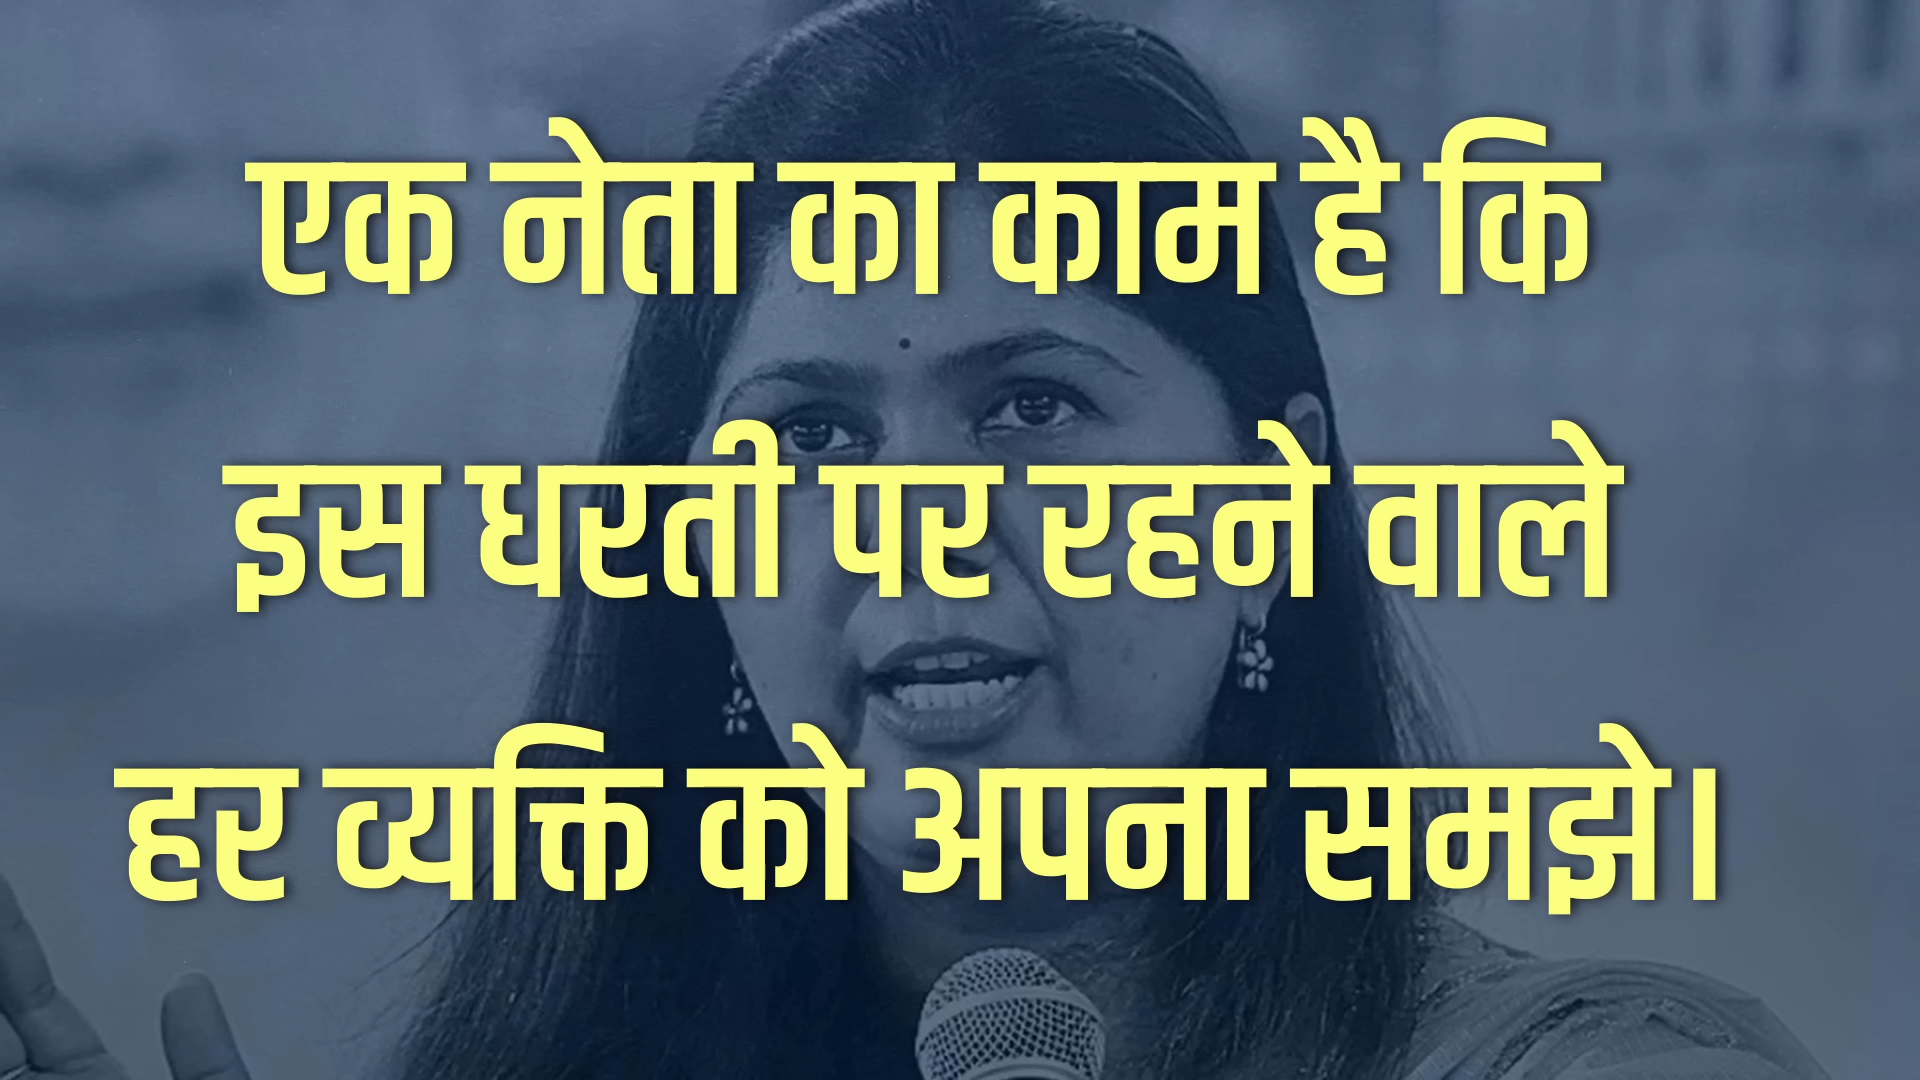 एक नेता का काम है कि
इस धरती पर रहने वाले
हर व्यक्ति को अपना समझे।